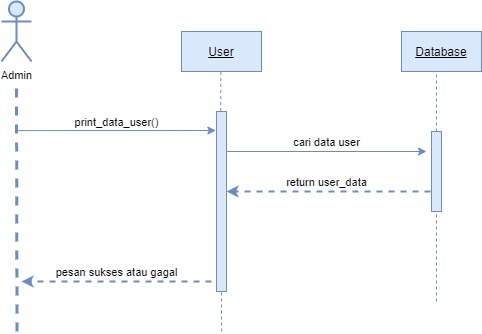 User
Database
Admin
print_data_user()
cari data user
return user_data
pesan sukses atau gagal